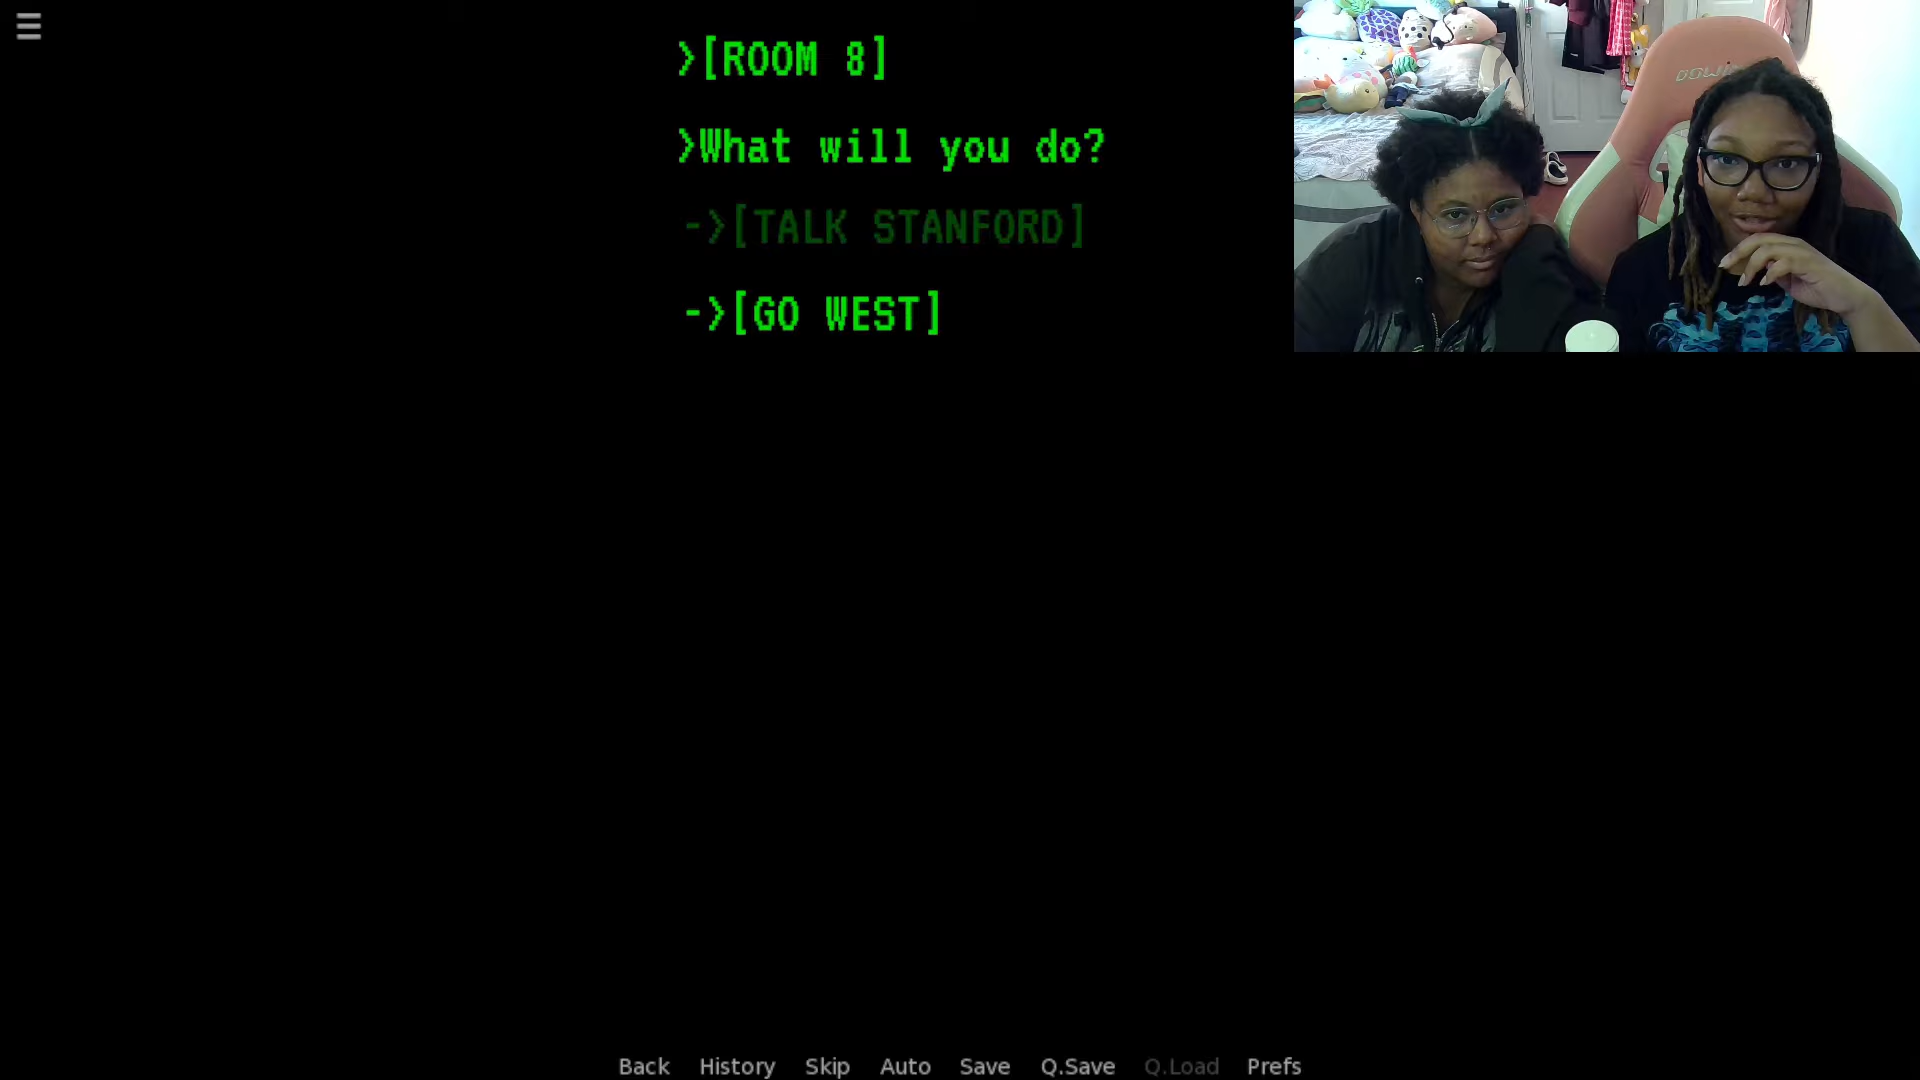 >[ROOM 8]
>What will you do?
->[TALK STANFORD]
->[GO WEST]
Back History Skip Auto Save Q.Save Q.Load Prefs